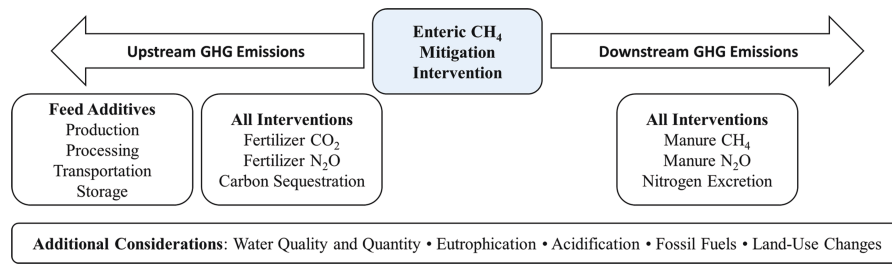 Enteric CH₄
Mitigation
Intervention
Upstream GHG Emissions
Downstream GHG Emissions
Feed Additives
Production
Processing
Transportation
Storage
All Interventions
Fertilizer CO₂
Fertilizer N₂O
Carbon Sequestration
All Interventions
Manure CH₄
Manure N₂O
Nitrogen Excretion
Additional Considerations: Water Quality and Quantity • Eutrophication • Acidification • Fossil Fuels • Land-Use Changes